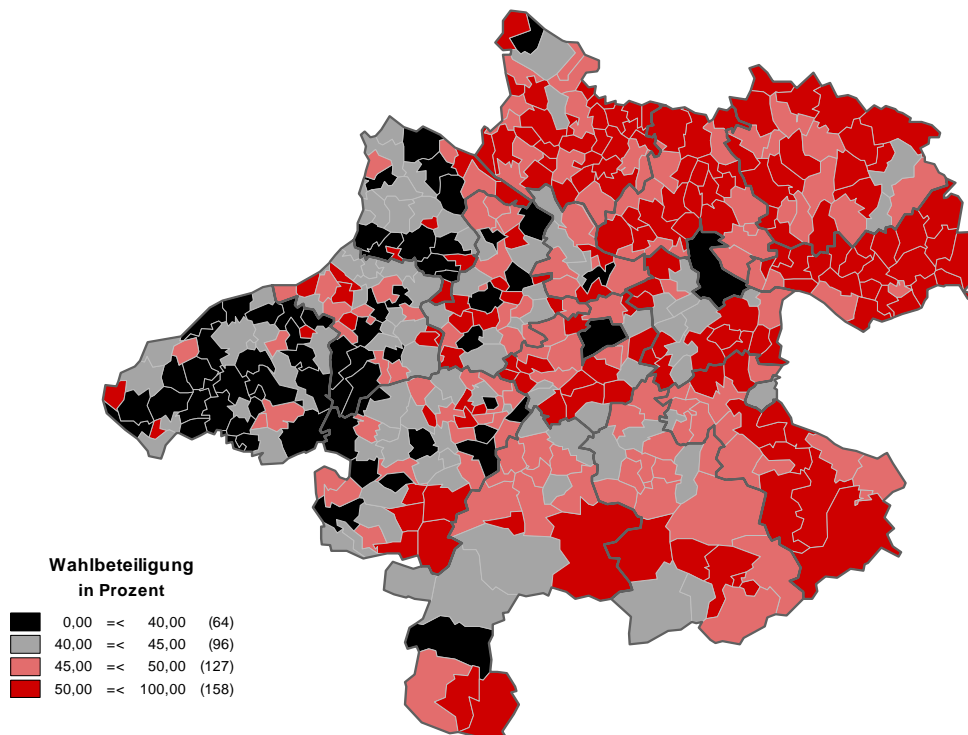 Wahlbeteiligung
in Prozent
0,00 =< 40,00 (64)
40,00 =< 45,00 (96)
45,00 =< 50,00 (127)
50,00 =< 100,00 (158)